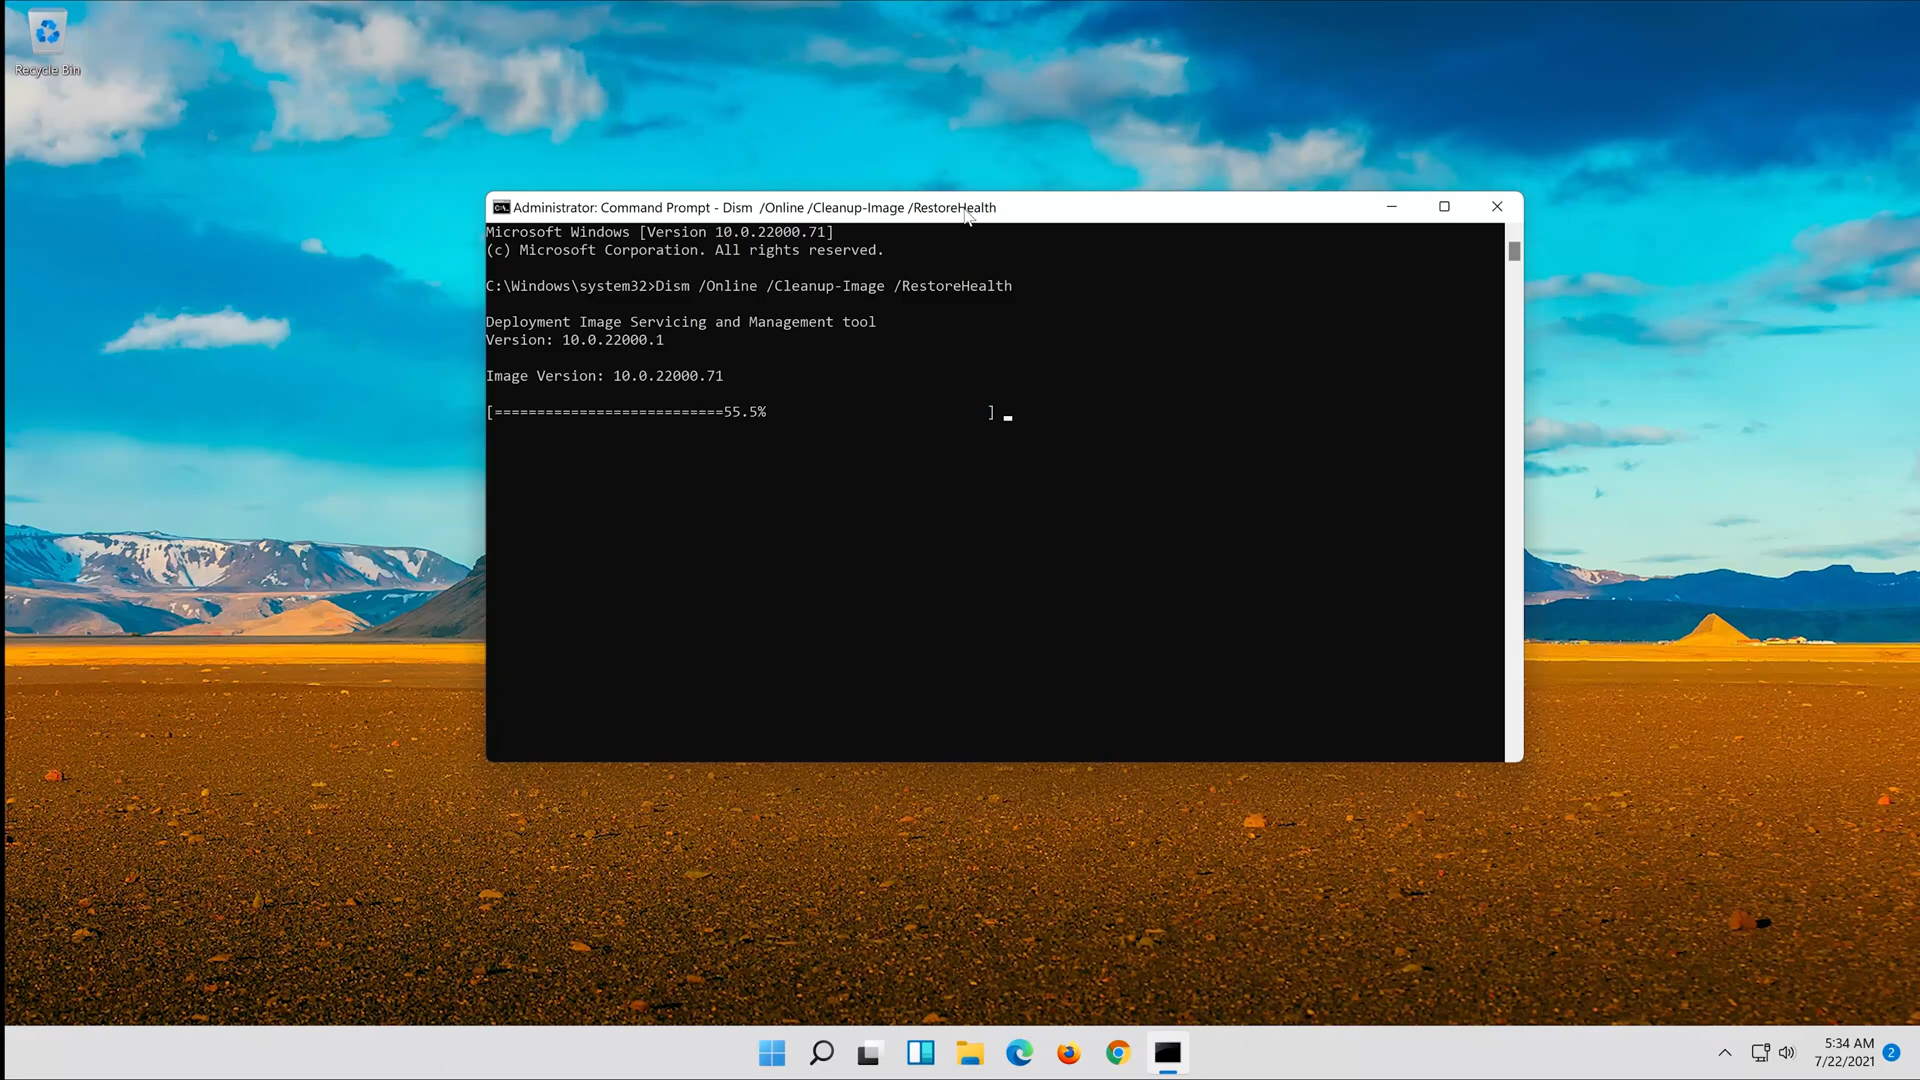 Recycle Bin
Administrator: Command Prompt - Dism  /Online /Cleanup-Image /RestoreHealth
Microsoft Windows [Version 10.0.22000.71]
(c) Microsoft Corporation. All rights reserved.
C:\Windows\system32>Dism /Online /Cleanup-Image /RestoreHealth
Deployment Image Servicing and Management tool
Version: 10.0.22000.1
Image Version: 10.0.22000.71
[===========================55.5%                          ]
5:34 AM
7/22/2021
2